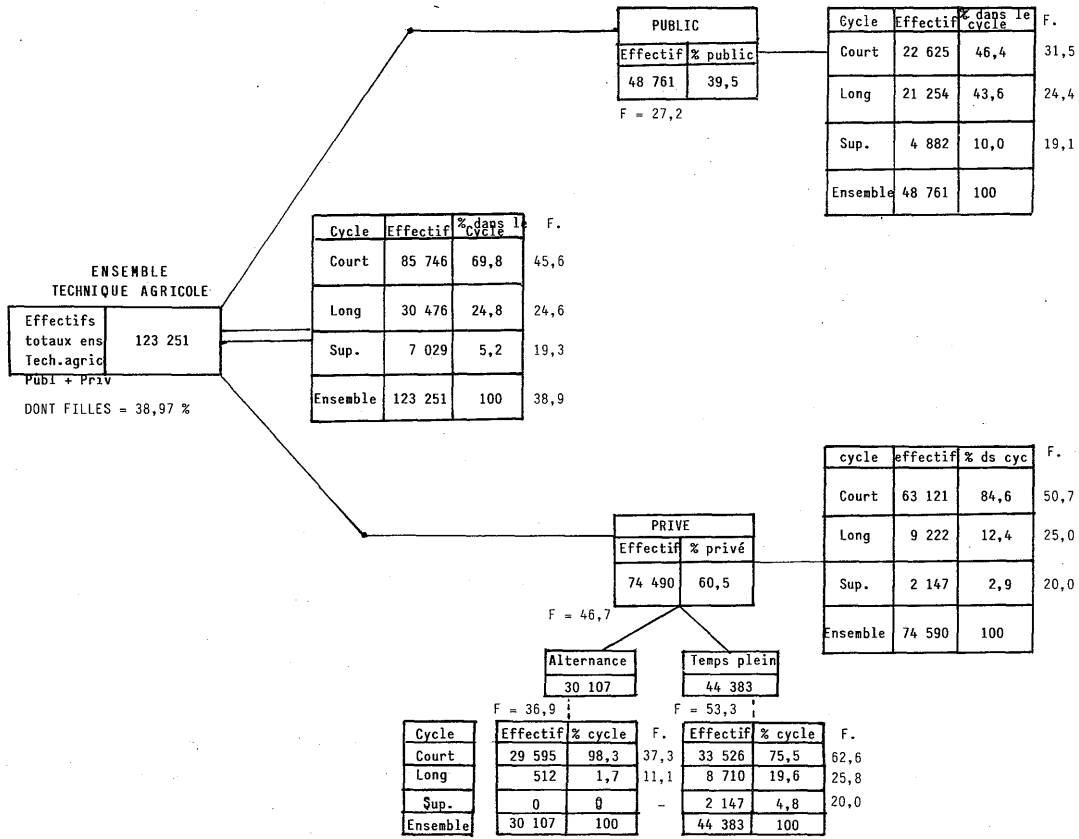 PUBLIC
Effectif % public
48 761 39,5
F = 27,2
Cycle Effectif % dans le cycle F.
Court 22 625 46,4 31,5
Long 21 254 43,6 24,4
Sup. 4 882 10,0 19,1
Ensemble 48 761 100
ENSEMBLE
TECHNIQUE AGRICOLE
Effectifs
totaux ens 123 251
Tech.agric
Publ + Priv
DONT FILLES = 38,97 %
Cycle Effectif % dans le Cycle F.
Court 85 746 69,8 45,6
Long 30 476 24,8 24,6
Sup. 7 029 5,2 19,3
Ensemble 123 251 100 38,9
PRIVE
Effectif % privé
74 490 60,5
F = 46,7
cycle effectif % ds cyc F.
Court 63 121 84,6 50,7
Long 9 222 12,4 25,0
Sup. 2 147 2,9 20,0
Ensemble 74 590 100
Alternance
30 107
F = 36,9
Temps plein
44 383
F = 53,3
Cycle Effectif % cycle F. Effectif % cycle F.
Court 29 595 98,3 37,3 33 526 75,5 62,6
Long 512 1,7 11,1 8 710 19,6 25,8
Sup. 0 0 - 2 147 4,8 20,0
Ensemble 30 107 100 44 383 100